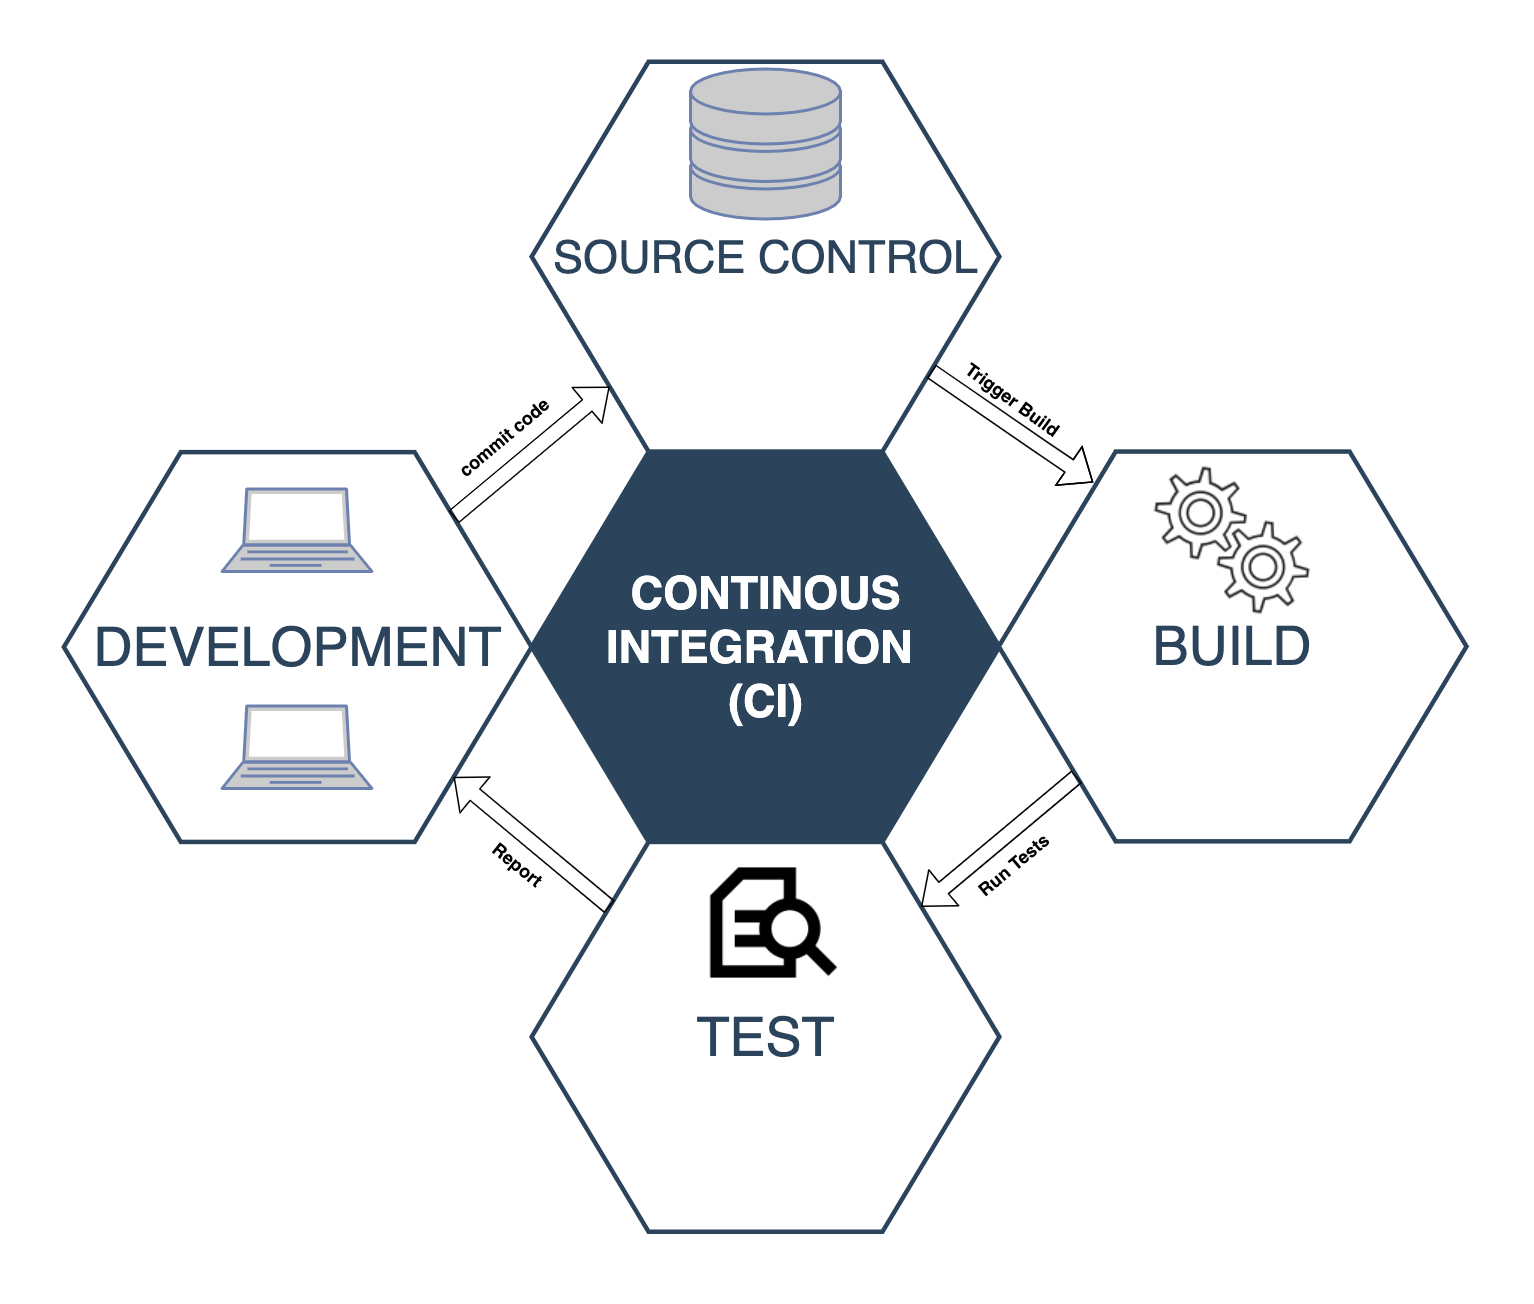 SOURCE CONTROL
Trigger Build
commit code
CONTINOUS
INTEGRATION
(CI)
DEVELOPMENT
BUILD
Report
Run Tests
TEST